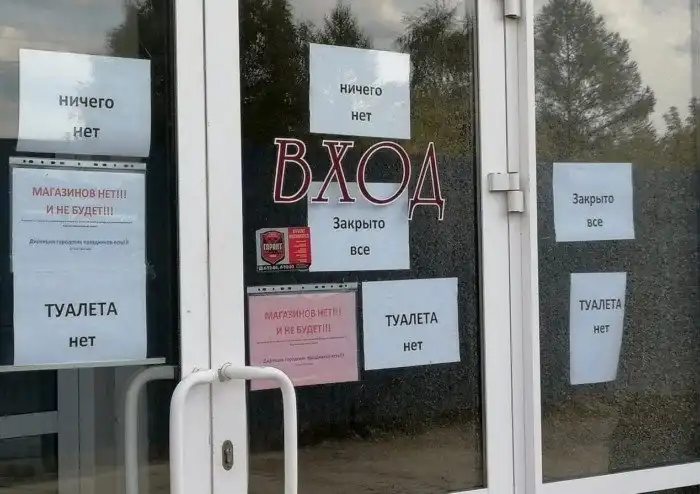 ничего
нет
МАГАЗИНОВ НЕТ!!!
И НЕ БУДЕТ!!!
ТУАЛЕТА
нет
ничего
нет
ВХОД
Закрыто
все
ГАРАНТ
МАГАЗИНОВ НЕТ!!!
И НЕ БУДЕТ!!!
ТУАЛЕТА
нет
Закрыто
все
ТУАЛЕТА
нет